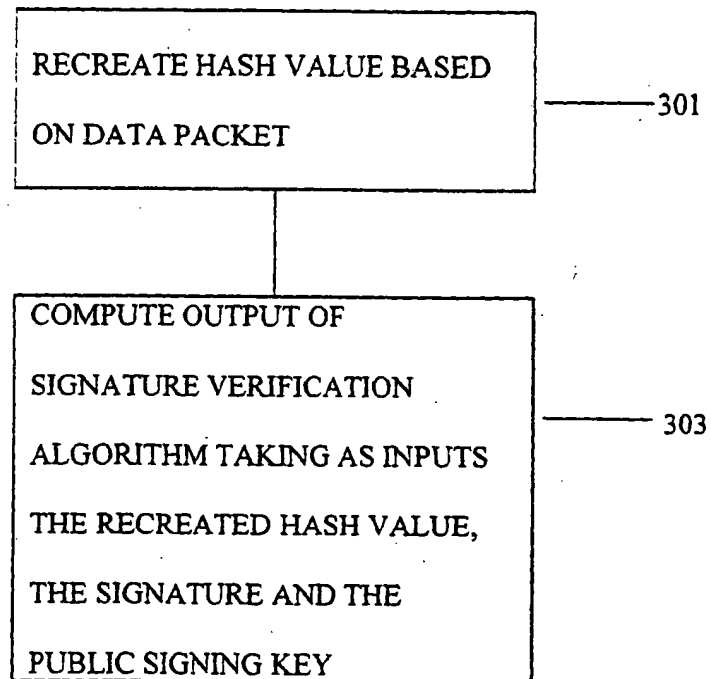 RECREATE HASH VALUE BASED
ON DATA PACKET
301
COMPUTE OUTPUT OF
SIGNATURE VERIFICATION
ALGORITHM TAKING AS INPUTS
THE RECREATED HASH VALUE,
THE SIGNATURE AND THE
PUBLIC SIGNING KEY
303